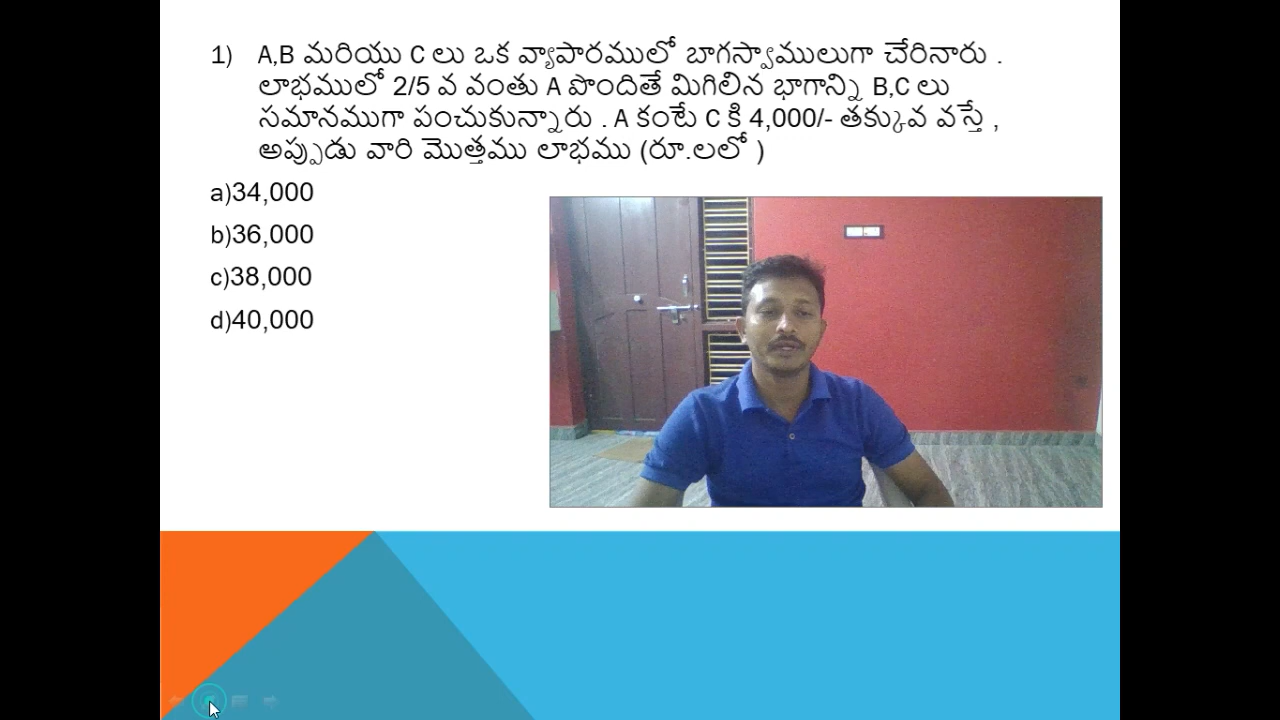 1) A,B మరియు C లు ఒక వ్యాపారములో బాగస్వాములుగా చేరినారు .
లాభములో 2/5 వ వంతు A పొందితే మిగిలిన భాగాన్ని B,C లు
సమానముగా పంచుకున్నారు . A కంటే C కి 4,000/- తక్కువ వస్తే ,
అప్పుడు వారి మొత్తము లాభము (రూ.లలో )
a)34,000
b)36,000
c)38,000
d)40,000